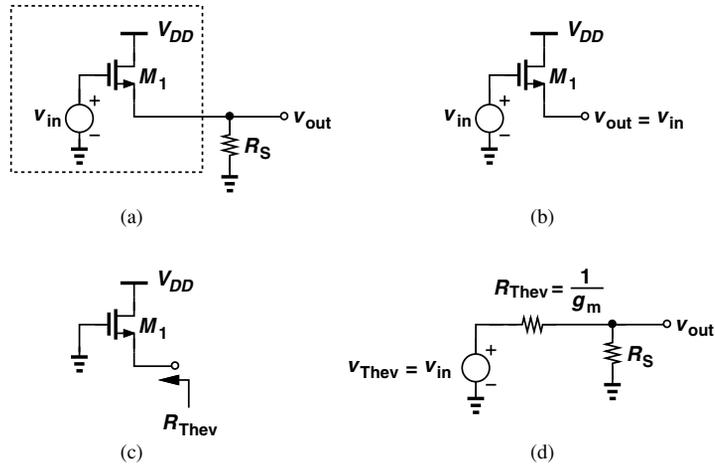 V_DD
M_1
v_in
+
−
v_out
R_S
(a)
V_DD
M_1
v_in
+
−
v_out = v_in
(b)
V_DD
M_1
R_Thev
(c)
R_Thev = 1/g_m
v_Thev = v_in
+
−
v_out
R_S
(d)